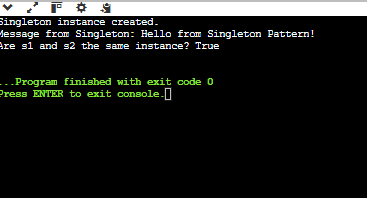 Singleton instance created.
Message from Singleton: Hello from Singleton Pattern!
Are s1 and s2 the same instance? True
...Program finished with exit code 0
Press ENTER to exit console.